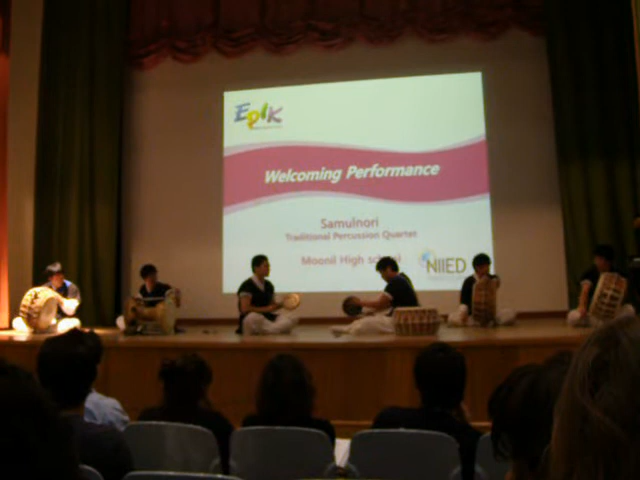 EPIK
Welcoming Performance
Samulnori
Traditional Percussion Quartet
Moonil High school
NIIED